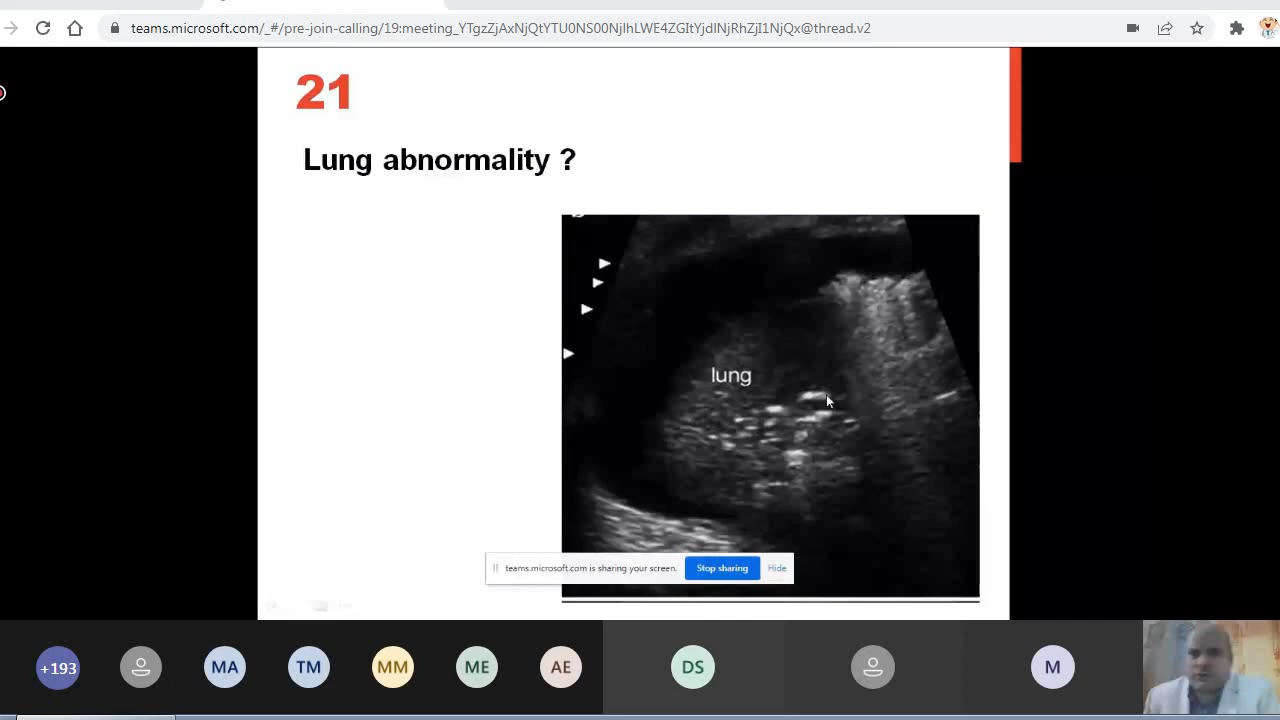 teams.microsoft.com/_#/pre-join-calling/19:meeting_YTgzZjAxNjQtYTU0NS00NjlhLWE4ZGItYjdlNjRhZjI1NjQx@thread.v2
21
Lung abnormality ?
lung
teams.microsoft.com is sharing your screen.
Stop sharing
Hide
+193
MA
TM
MM
ME
AE
DS
M